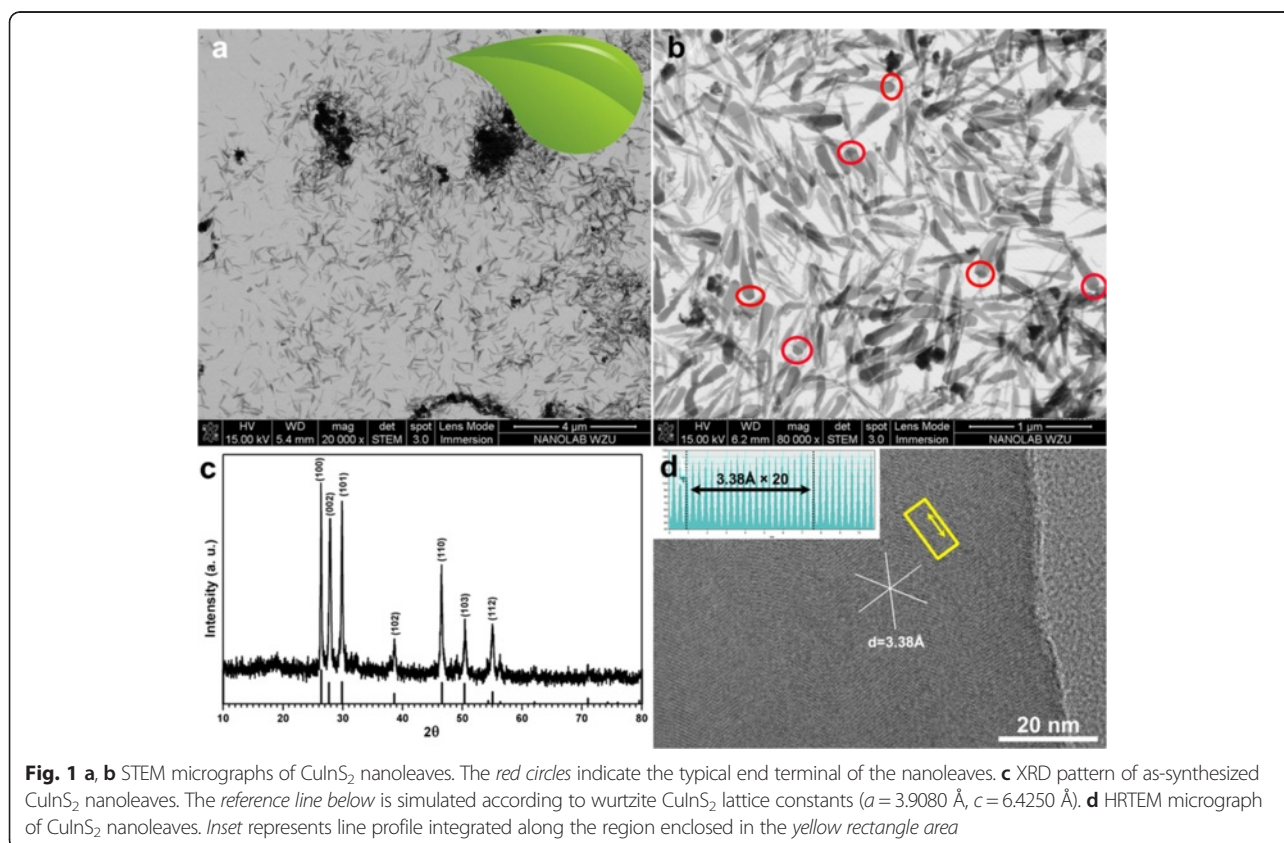 a
HV WD mag det spot Lens Mode 4 µm
15.00 kV 5.4 mm 20 000 x STEM 3.0 Immersion NANOLAB WZU
b
HV WD mag det spot Lens Mode 1 µm
15.00 kV 6.2 mm 80 000 x STEM 3.0 Immersion NANOLAB WZU
c
Intensity (a. u.)
(100)
(002)
(101)
(102)
(110)
(103)
(112)
10 20 30 40 50 60 70 80
2θ
d
3.38Å × 20
d=3.38Å
20 nm
Fig. 1 a, b STEM micrographs of CuInS₂ nanoleaves. The red circles indicate the typical end terminal of the nanoleaves. c XRD pattern of as-synthesized
CuInS₂ nanoleaves. The reference line below is simulated according to wurtzite CuInS₂ lattice constants (a = 3.9080 Å, c = 6.4250 Å). d HRTEM micrograph
of CuInS₂ nanoleaves. Inset represents line profile integrated along the region enclosed in the yellow rectangle area